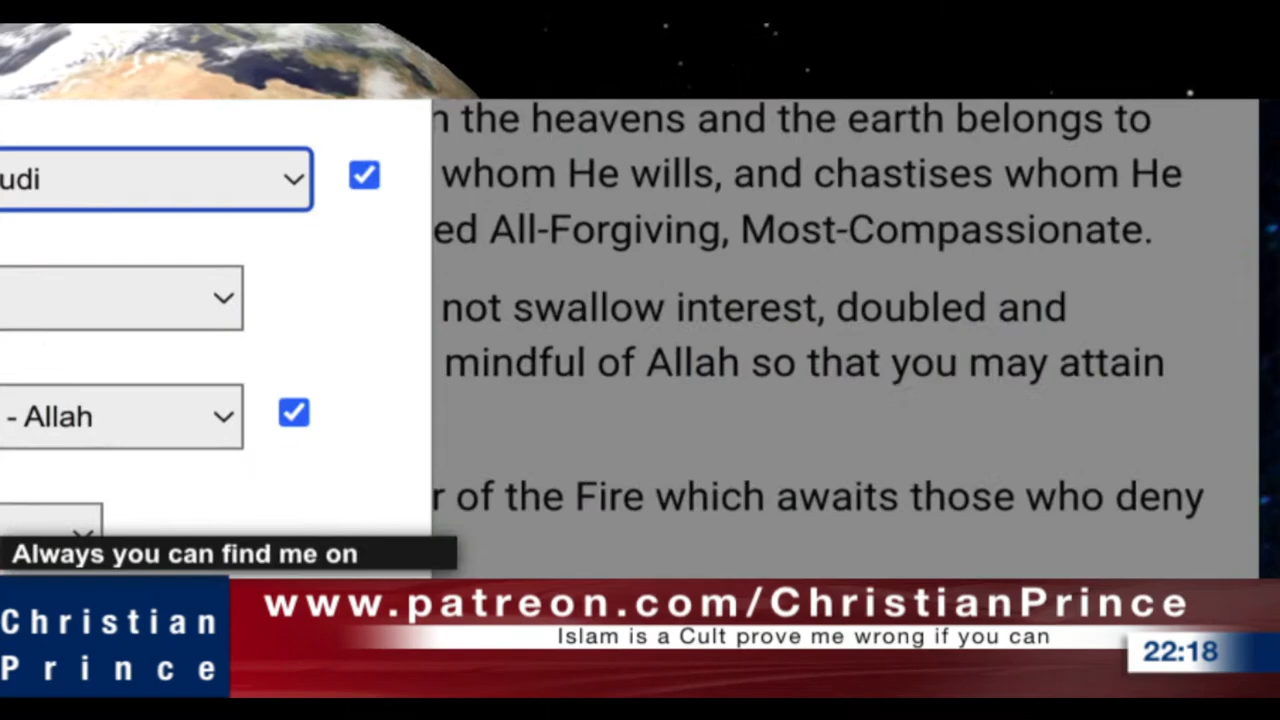 n the heavens and the earth belongs to
whom He wills, and chastises whom He
ed All-Forgiving, Most-Compassionate.
udi
not swallow interest, doubled and
mindful of Allah so that you may attain
- Allah
r of the Fire which awaits those who deny
Always you can find me on
www.patreon.com/ChristianPrince
Christian
Prince
Islam is a Cult prove me wrong if you can
22:18